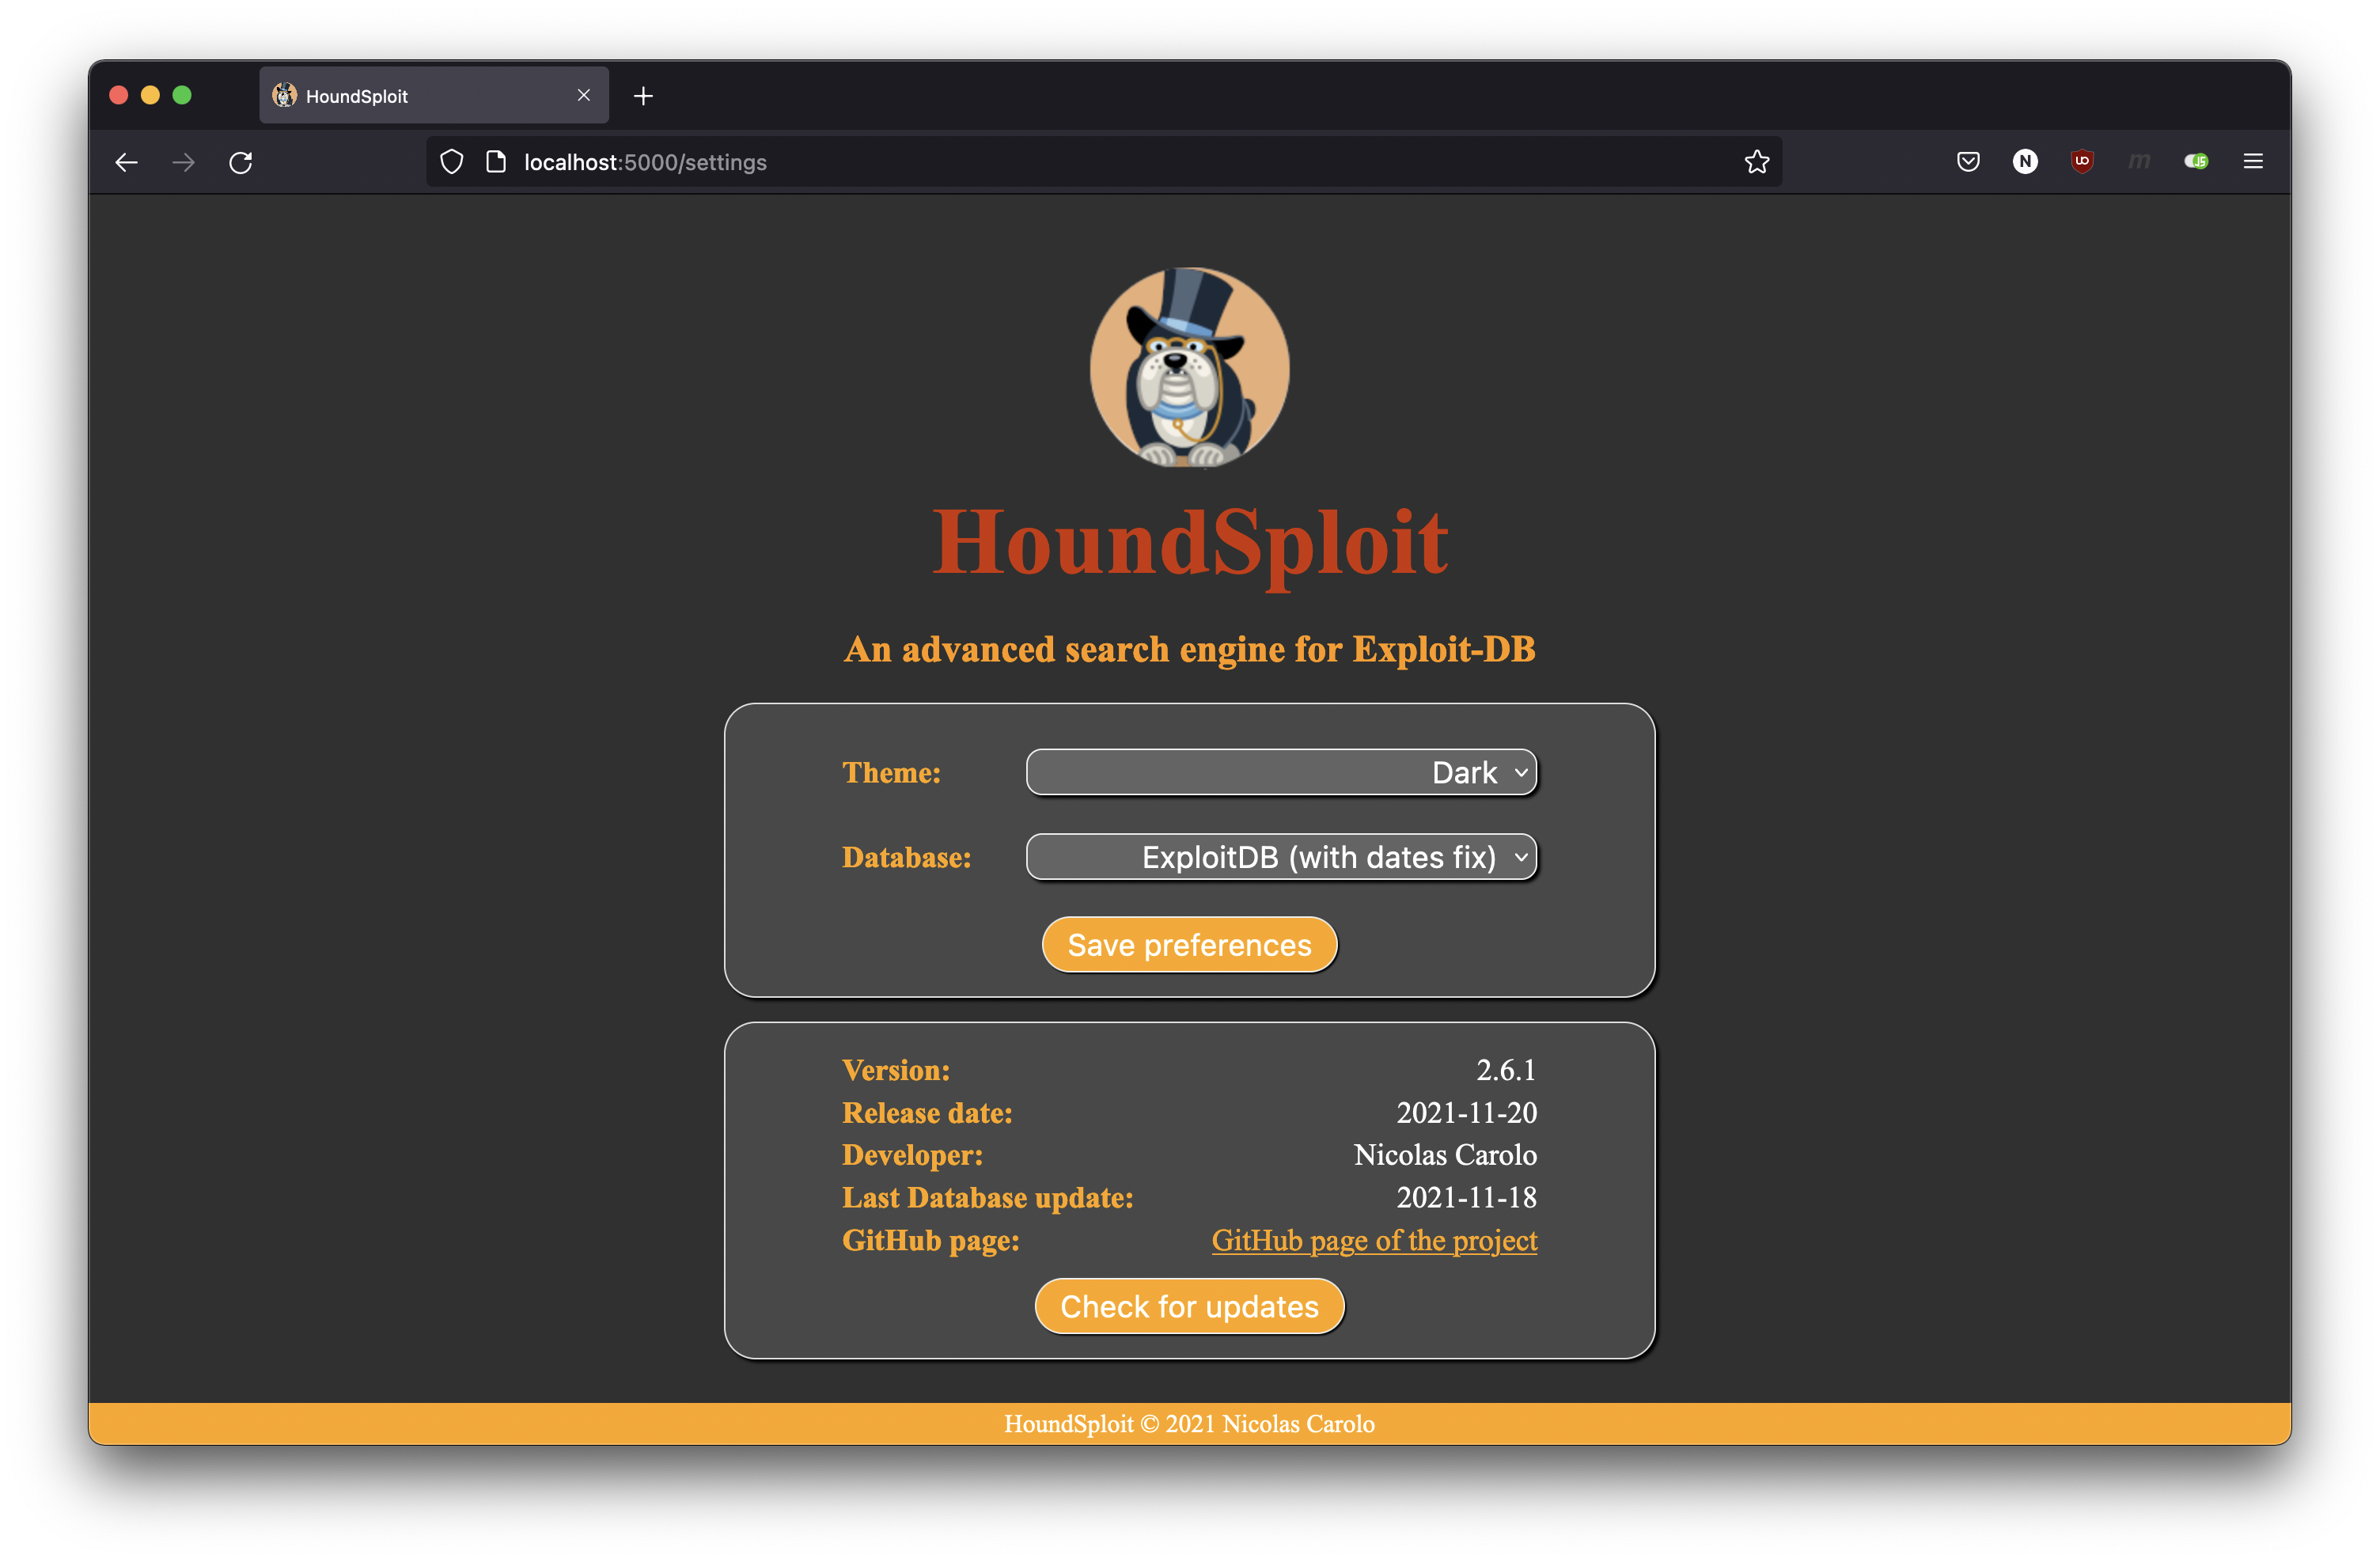 HoundSploit
localhost:5000/settings
N
JS
HoundSploit
An advanced search engine for Exploit-DB
Theme: Dark
Database: ExploitDB (with dates fix)
Save preferences
Version: 2.6.1
Release date: 2021-11-20
Developer: Nicolas Carolo
Last Database update: 2021-11-18
GitHub page: GitHub page of the project
Check for updates
HoundSploit © 2021 Nicolas Carolo